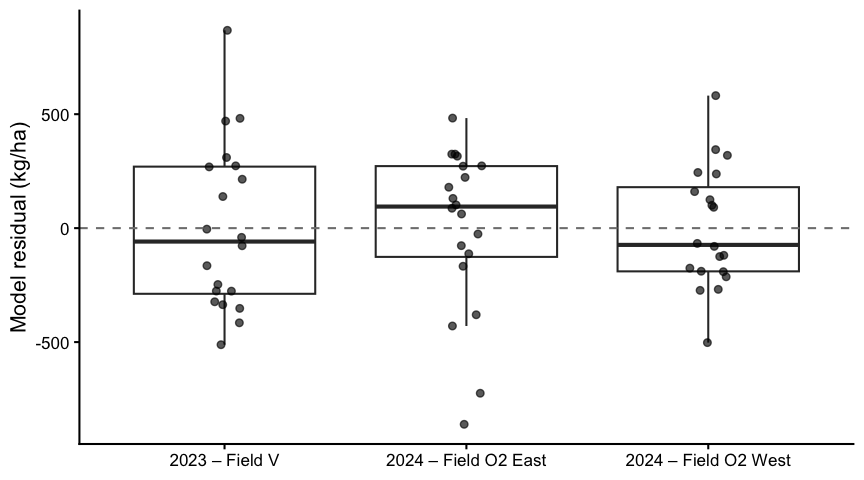 Model residual (kg/ha)
500
0
-500
2023 – Field V
2024 – Field O2 East
2024 – Field O2 West